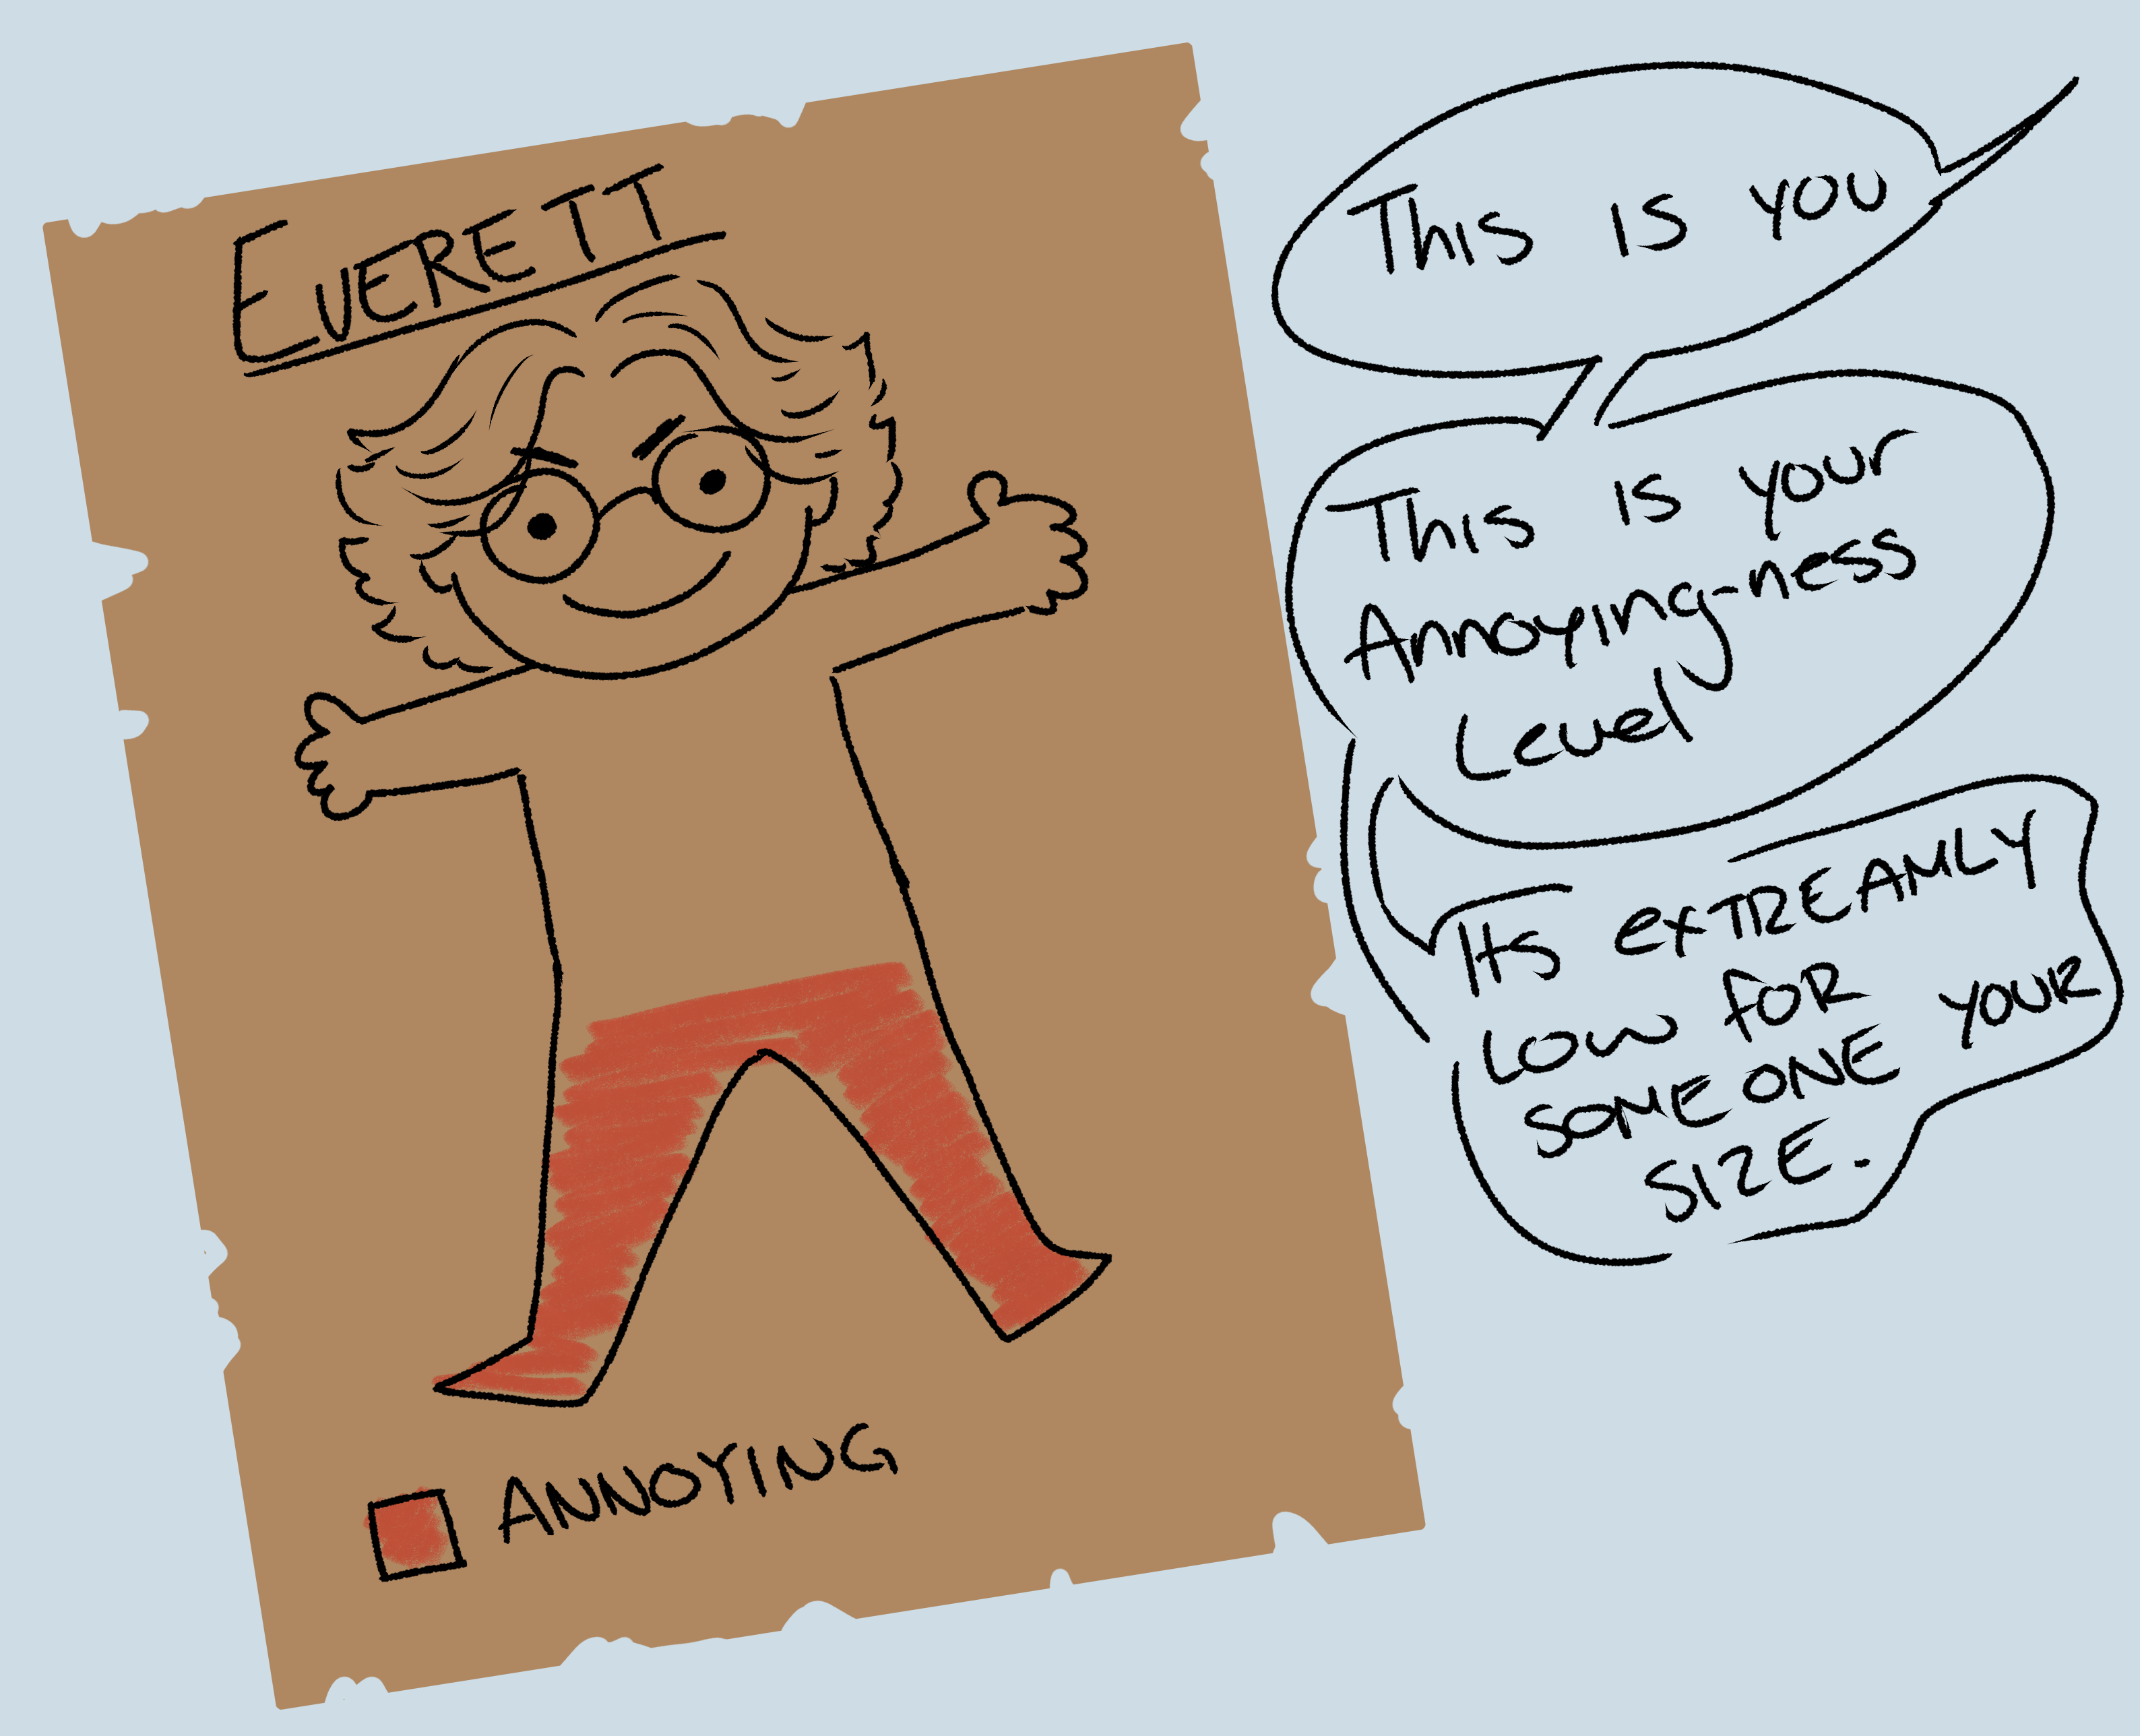 EVERETT
ANNOYING
This is you
This is your
Annoying-ness
Level
Its exTREAMLY
Low FOR
SOMEONE YOUR
SIZE.